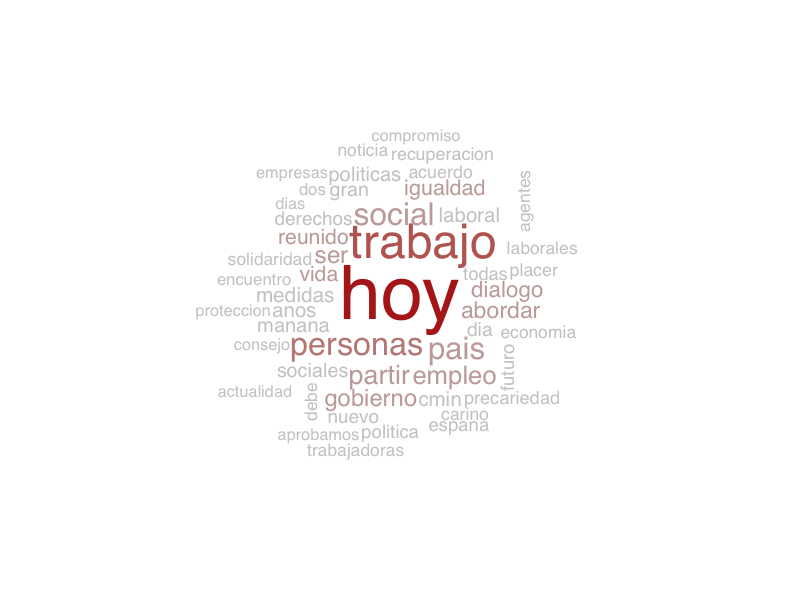 compromiso
noticia recuperacion
empresas politicas acuerdo
dos gran igualdad
agentes
dias
derechos social laboral
reunido trabajo
laborales
solidaridad ser
encuentro vida hoy todas placer
medidas dialogo
proteccion anos abordar
manana dia economia
consejo personas pais
futuro
sociales partir empleo
actualidad
debe gobierno cmin precariedad
nuevo carino
aprobamos politica españa
trabajadoras